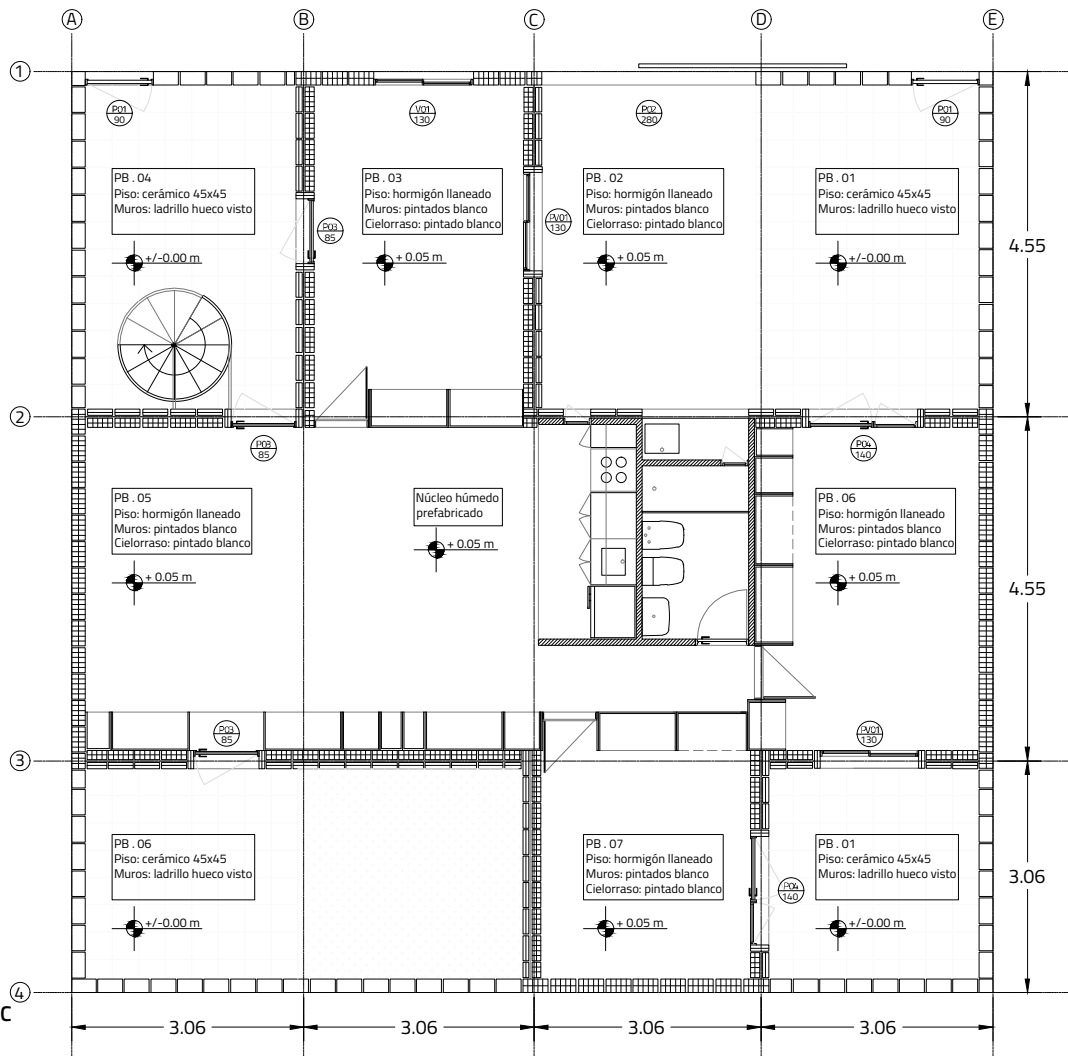 A
B
C
D
E
1
P01
90
V01
130
P02
280
P01
90
PB . 04
Piso: cerámico 45x45
Muros: ladrillo hueco visto
PB . 03
Piso: hormigón llaneado
Muros: pintados blanco
Cielorraso: pintado blanco
PB . 02
Piso: hormigón llaneado
Muros: pintados blanco
Cielorraso: pintado blanco
PB . 01
Piso: cerámico 45x45
Muros: ladrillo hueco visto
P03
85
PV01
130
4.55
+/-0.00 m
+ 0.05 m
+ 0.05 m
+/-0.00 m
2
P03
85
P04
140
PB . 05
Piso: hormigón llaneado
Muros: pintados blanco
Cielorraso: pintado blanco
Núcleo húmedo
prefabricado
PB . 06
Piso: hormigón llaneado
Muros: pintados blanco
Cielorraso: pintado blanco
+ 0.05 m
+ 0.05 m
+ 0.05 m
4.55
P03
85
PV01
130
3
PB . 06
Piso: cerámico 45x45
Muros: ladrillo hueco visto
PB . 07
Piso: hormigón llaneado
Muros: pintados blanco
Cielorraso: pintado blanco
PB . 01
Piso: cerámico 45x45
Muros: ladrillo hueco visto
3.06
P04
140
+/-0.00 m
+ 0.05 m
+/-0.00 m
4
C
3.06
3.06
3.06
3.06